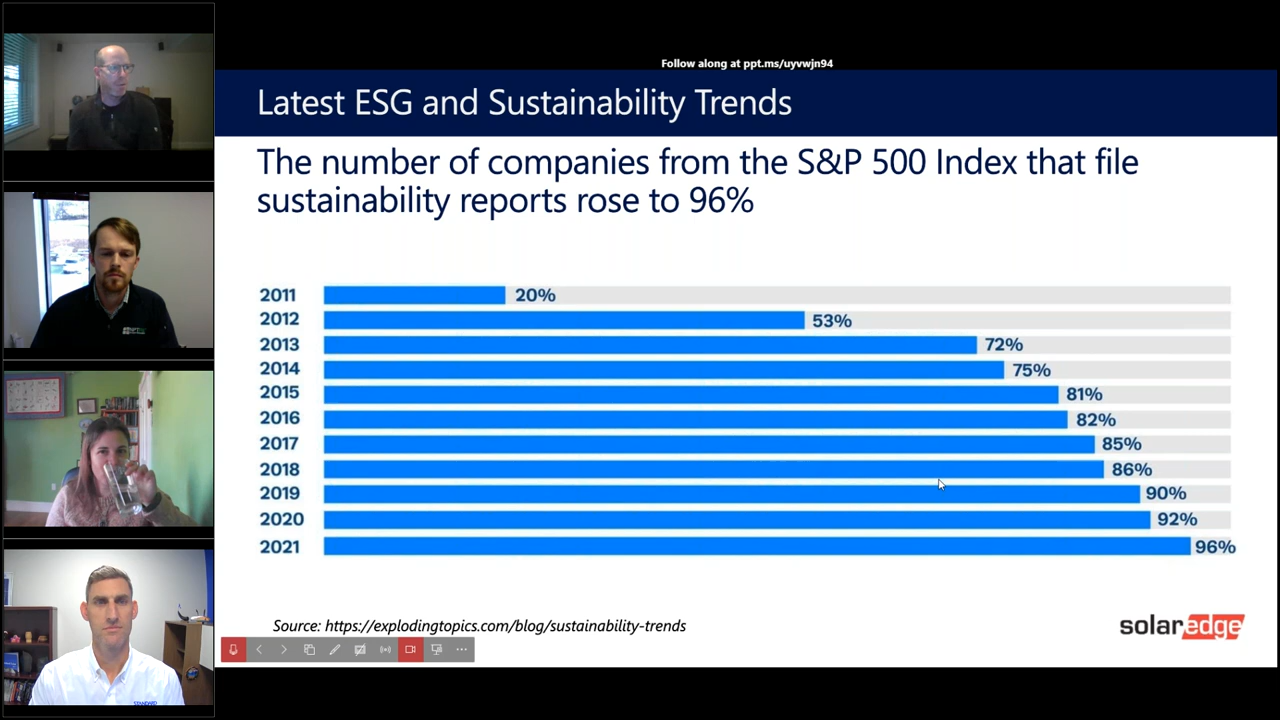 Follow along at ppt.ms/uyvwjn94
Latest ESG and Sustainability Trends
The number of companies from the S&P 500 Index that file
sustainability reports rose to 96%
2011 20%
2012 53%
2013 72%
2014 75%
2015 81%
2016 82%
2017 85%
2018 86%
2019 90%
2020 92%
2021 96%
Source: https://explodingtopics.com/blog/sustainability-trends
solaredge
STANDARD